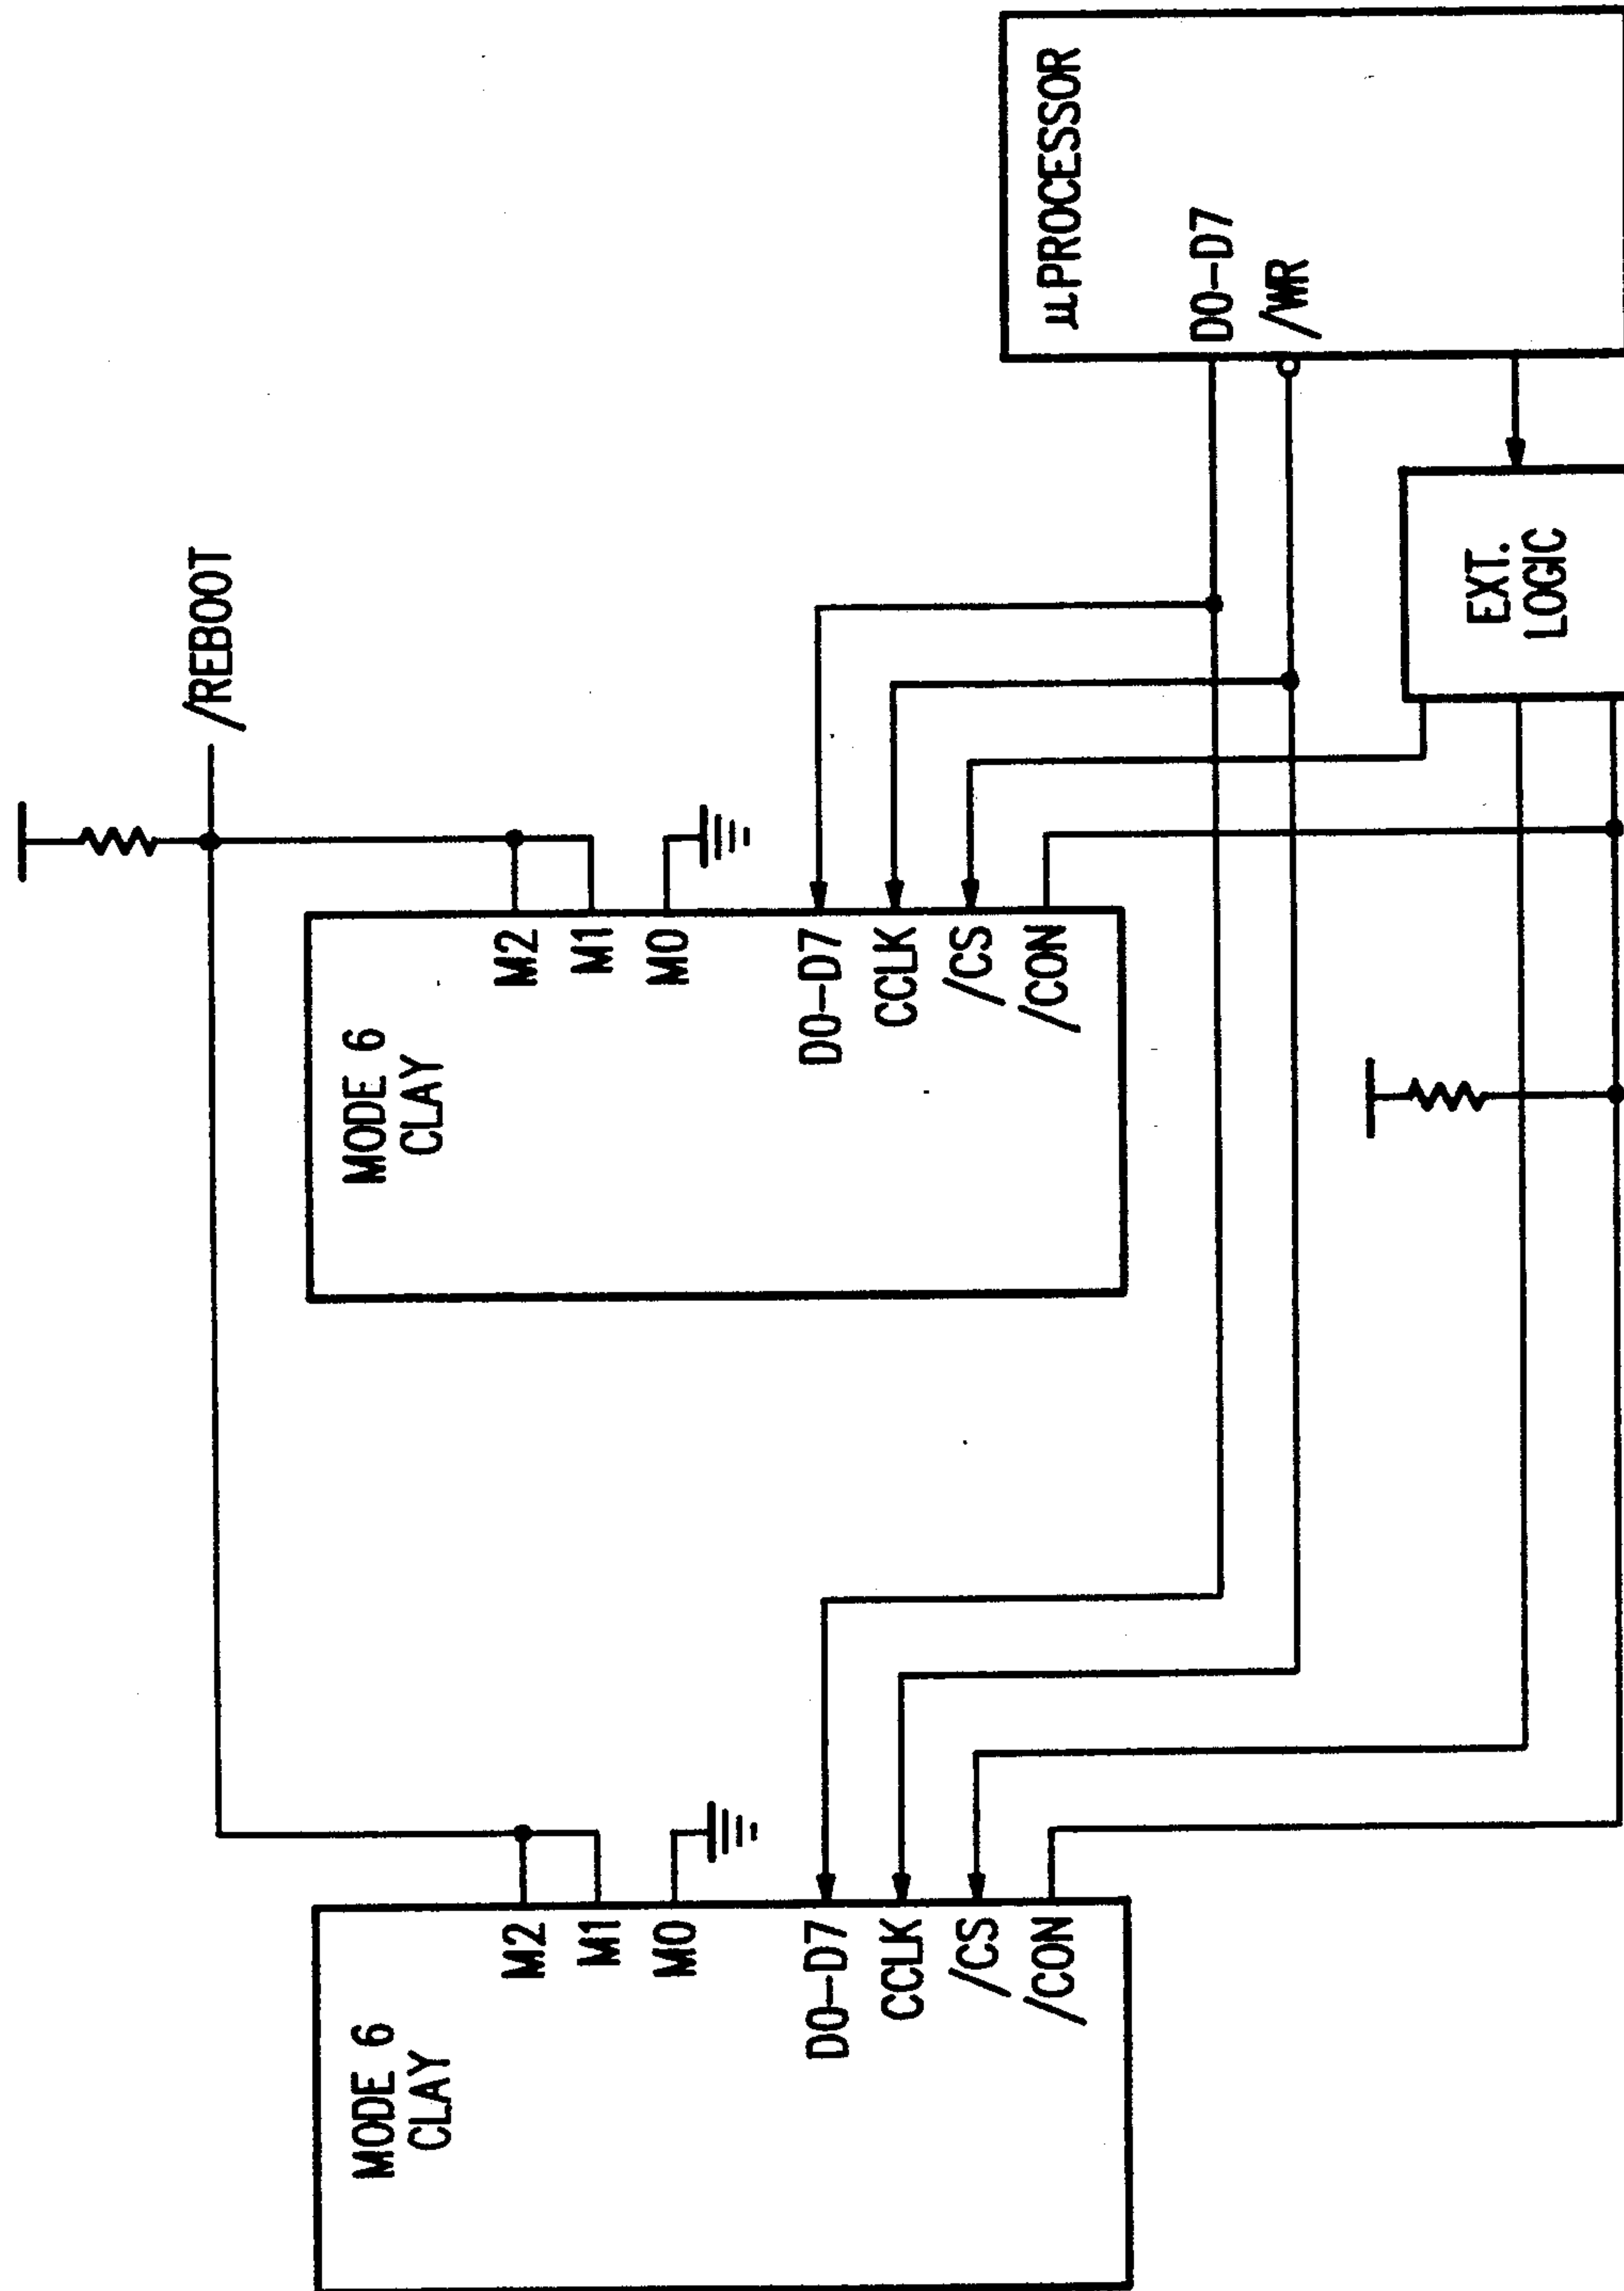 MODE 6
CLAY
M2
M1
M0
D0-D7
CCLK
/CS
/CON
MODE 6
CLAY
M2
M1
M0
D0-D7
CCLK
/CS
/CON
/REBOOT
EXT.
LOGIC
µPROCESSOR
D0-D7
/WR